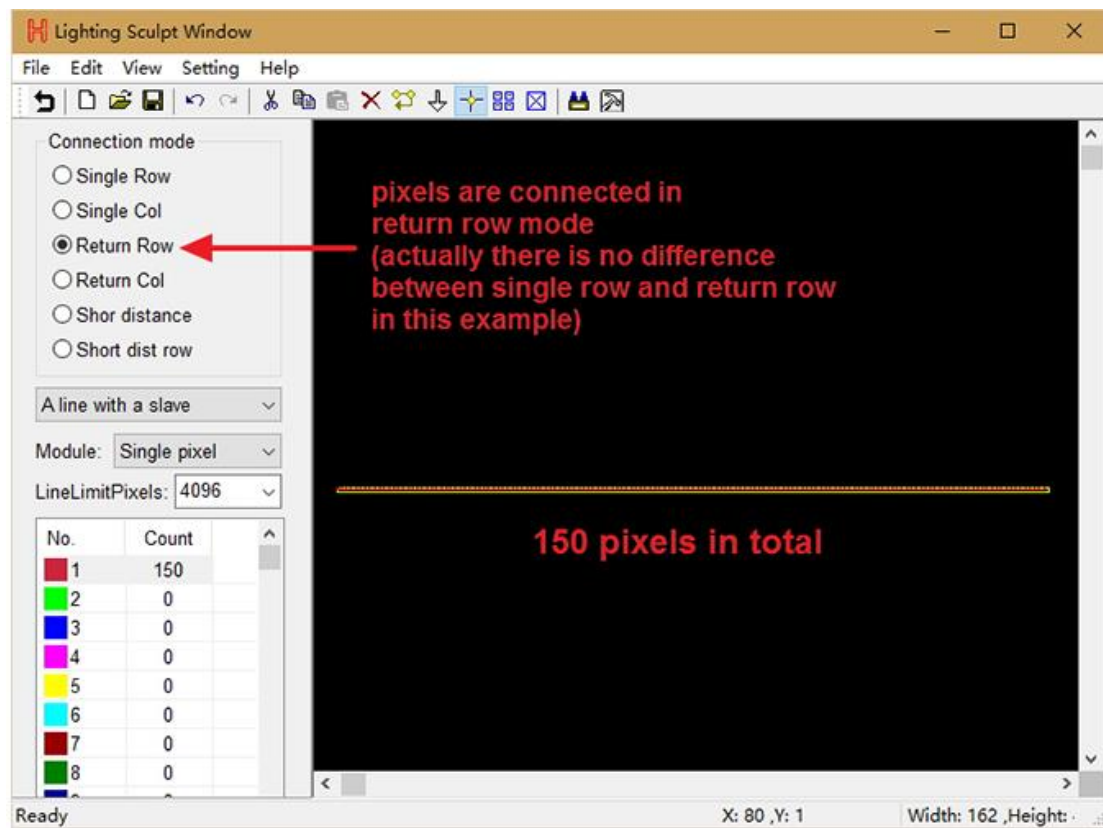 Lighting Sculpt Window
File Edit View Setting Help
Connection mode
Single Row
Single Col
Return Row
Return Col
Shor distance
Short dist row
A line with a slave
Module: Single pixel
LineLimitPixels: 4096
No. Count
1 150
2 0
3 0
4 0
5 0
6 0
7 0
8 0
pixels are connected in
return row mode
(actually there is no difference
between single row and return row
in this example)
150 pixels in total
Ready X: 80 ,Y: 1 Width: 162 ,Height: